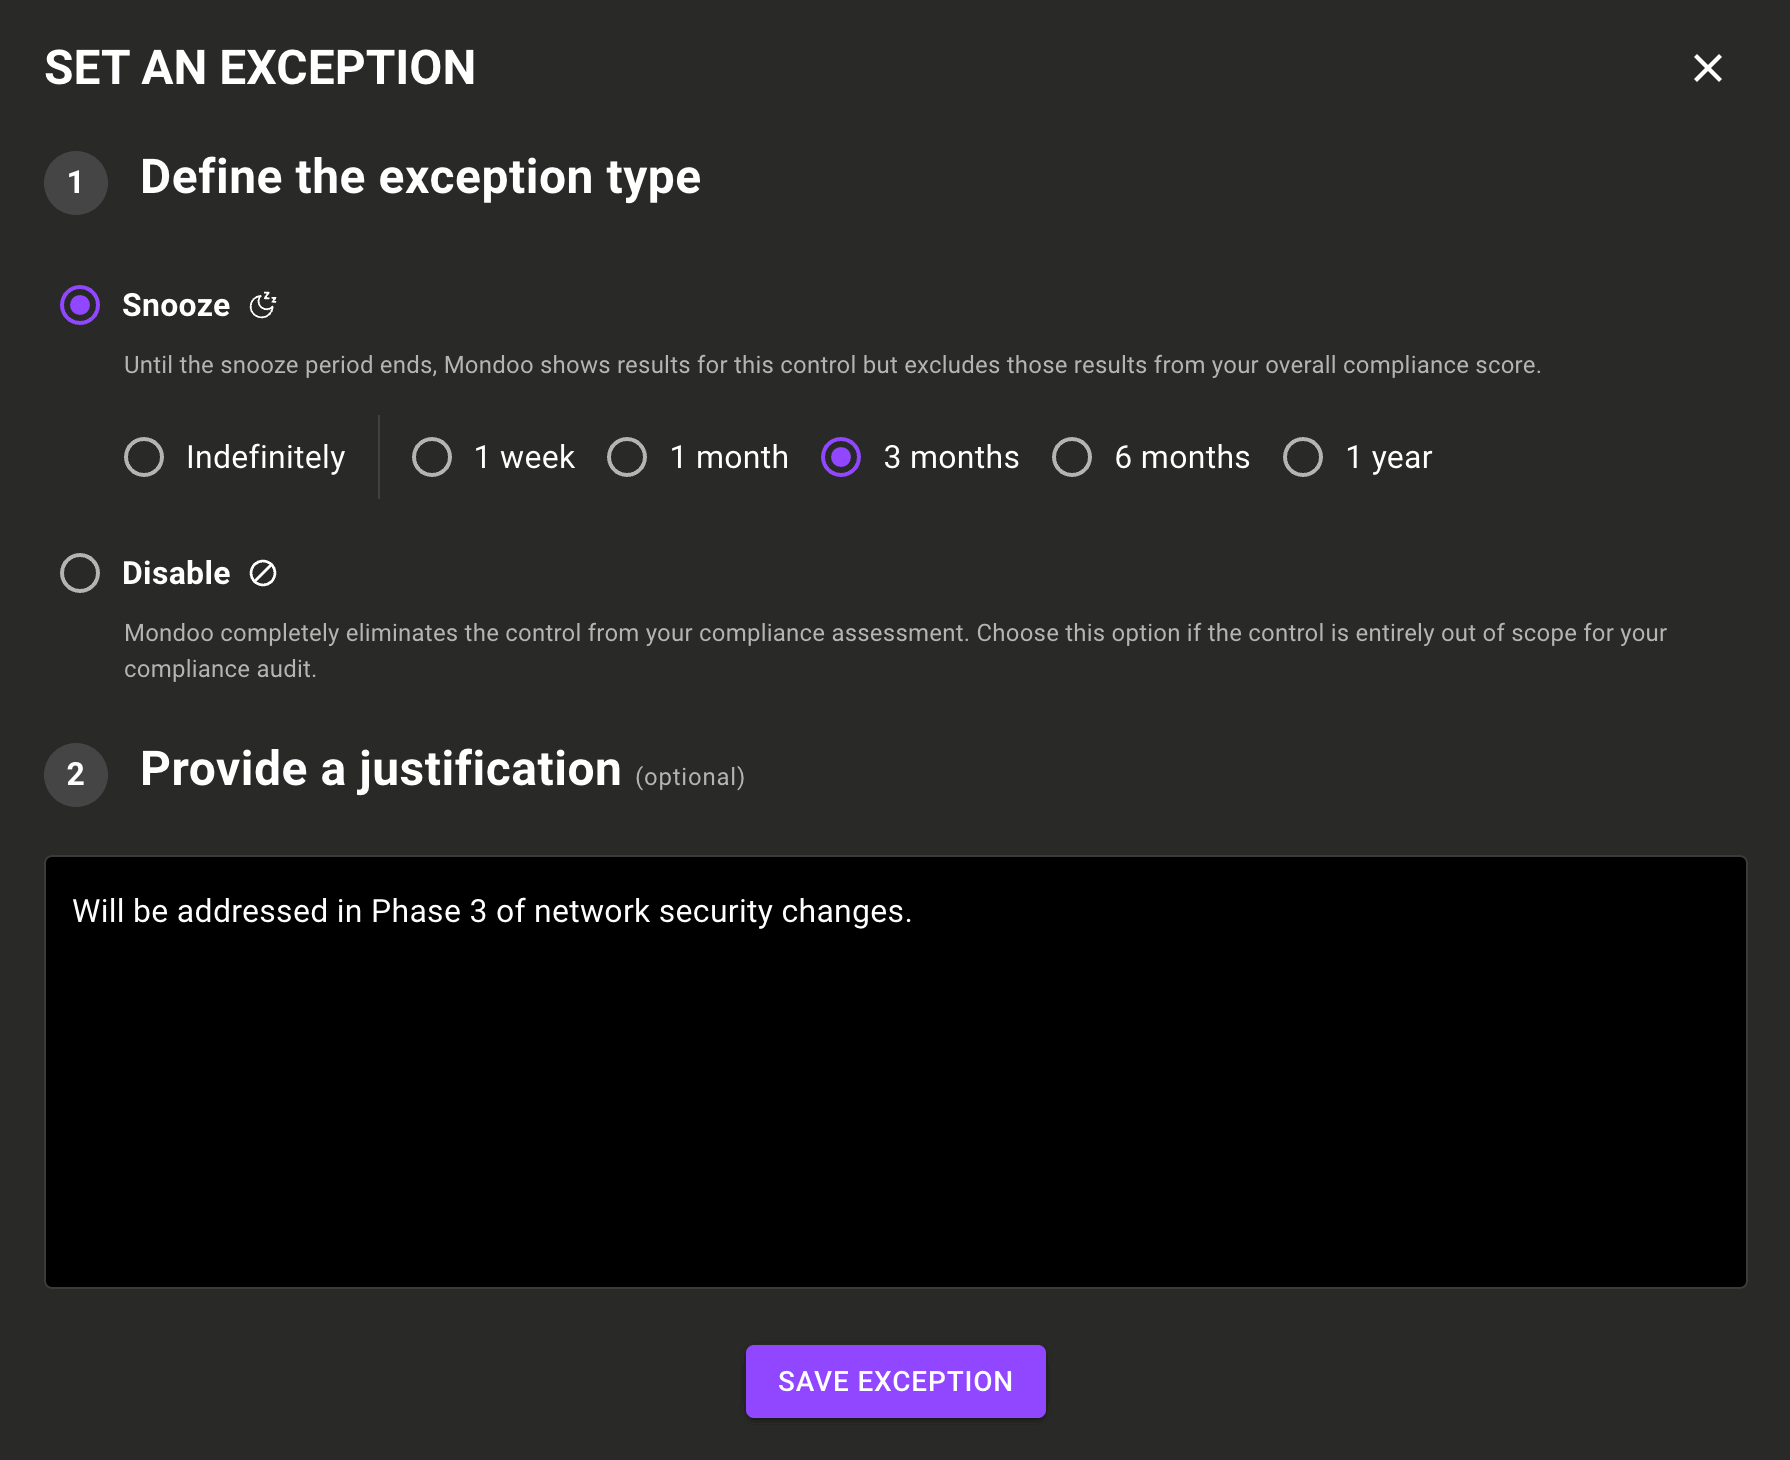 SET AN EXCEPTION
1 Define the exception type
Snooze
Until the snooze period ends, Mondoo shows results for this control but excludes those results from your overall compliance score.
Indefinitely 1 week 1 month 3 months 6 months 1 year
Disable
Mondoo completely eliminates the control from your compliance assessment. Choose this option if the control is entirely out of scope for your
compliance audit.
2 Provide a justification (optional)
Will be addressed in Phase 3 of network security changes.
SAVE EXCEPTION